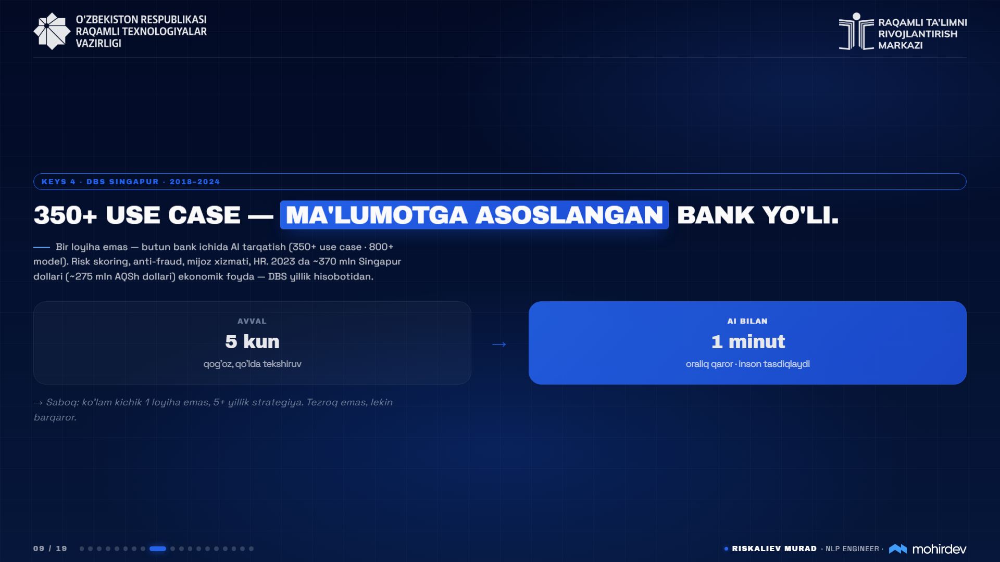 O'ZBEKISTON RESPUBLIKASI
RAQAMLI TEXNOLOGIYALAR
VAZIRLIGI
RAQAMLI TA'LIMNI
RIVOJLANTIRISH
MARKAZI
KEYS 4 · DBS SINGAPUR · 2018–2024
350+ USE CASE — MA'LUMOTGA ASOSLANGAN BANK YO'LI.
Bir loyiha emas — butun bank ichida AI tarqatish (350+ use case · 800+
model). Risk skoring, anti-fraud, mijoz xizmati, HR. 2023 da ~370 mln Singapur
dollari (~275 mln AQSh dollari) ekonomik foyda — DBS yillik hisobotidan.
AVVAL
5 kun
qog'oz, qo'lda tekshiruv
→
AI BILAN
1 minut
oraliq qaror · inson tasdiqlaydi
→ Saboq: ko'lam kichik 1 loyiha emas, 5+ yillik strategiya. Tezroq emas, lekin
barqaror.
09 / 19
RISKALIEV MURAD · NLP ENGINEER ·
mohirdev